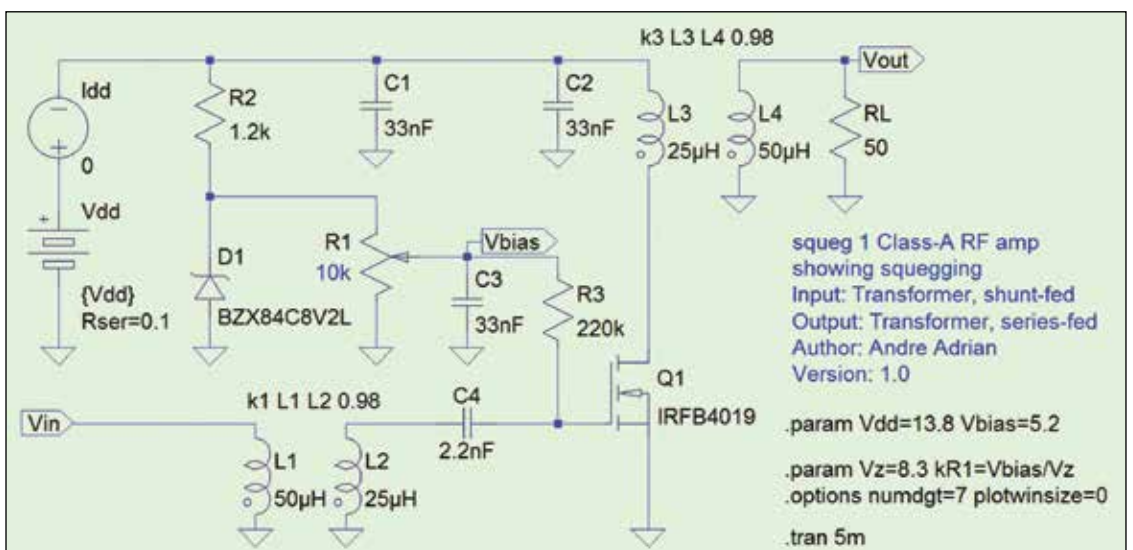 k3 L3 L4 0.98
Idd
0
R2
1.2k
C1
33nF
C2
33nF
L3
25µH
L4
50µH
Vout
RL
50
Vdd
+
{Vdd}
Rser=0.1
D1
BZX84C8V2L
R1
10k
Vbias
C3
33nF
R3
220k
Q1
IRFB4019
squeg 1 Class-A RF amp
showing squegging
Input: Transformer, shunt-fed
Output: Transformer, series-fed
Author: Andre Adrian
Version: 1.0
Vin
k1 L1 L2 0.98
L1
50µH
L2
25µH
C4
2.2nF
.param Vdd=13.8 Vbias=5.2
.param Vz=8.3 kR1=Vbias/Vz
.options numdgt=7 plotwinsize=0
.tran 5m